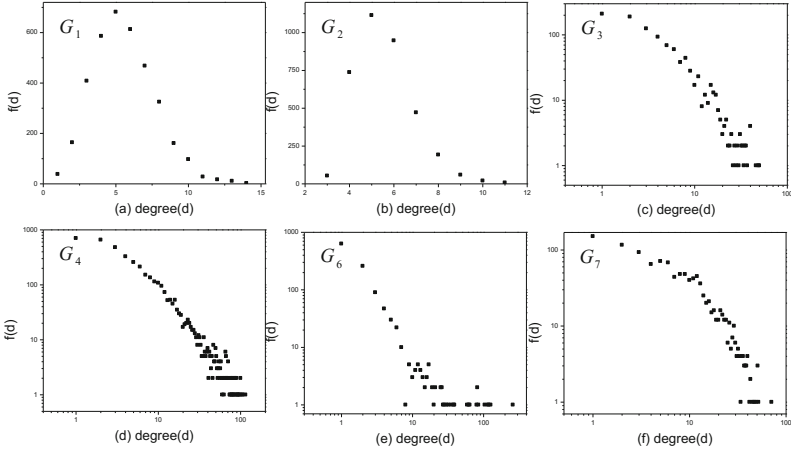 G1
f(d)
600
400
200
0
0
5
10
15
(a) degree(d)
G2
f(d)
1000
750
500
250
0
2
4
6
8
10
12
(b) degree(d)
G3
f(d)
100
10
1
1
10
100
(c) degree(d)
G4
f(d)
1000
100
10
1
1
10
100
(d) degree(d)
G6
f(d)
1000
100
10
1
1
10
100
(e) degree(d)
G7
f(d)
100
10
1
1
10
100
(f) degree(d)